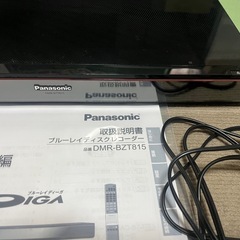 Panasonic
Panasonic
取扱説明書
ブルーレイディスクレコーダー
品番 DMR-BZT815
編
ブルーレイディーガ
DIGA